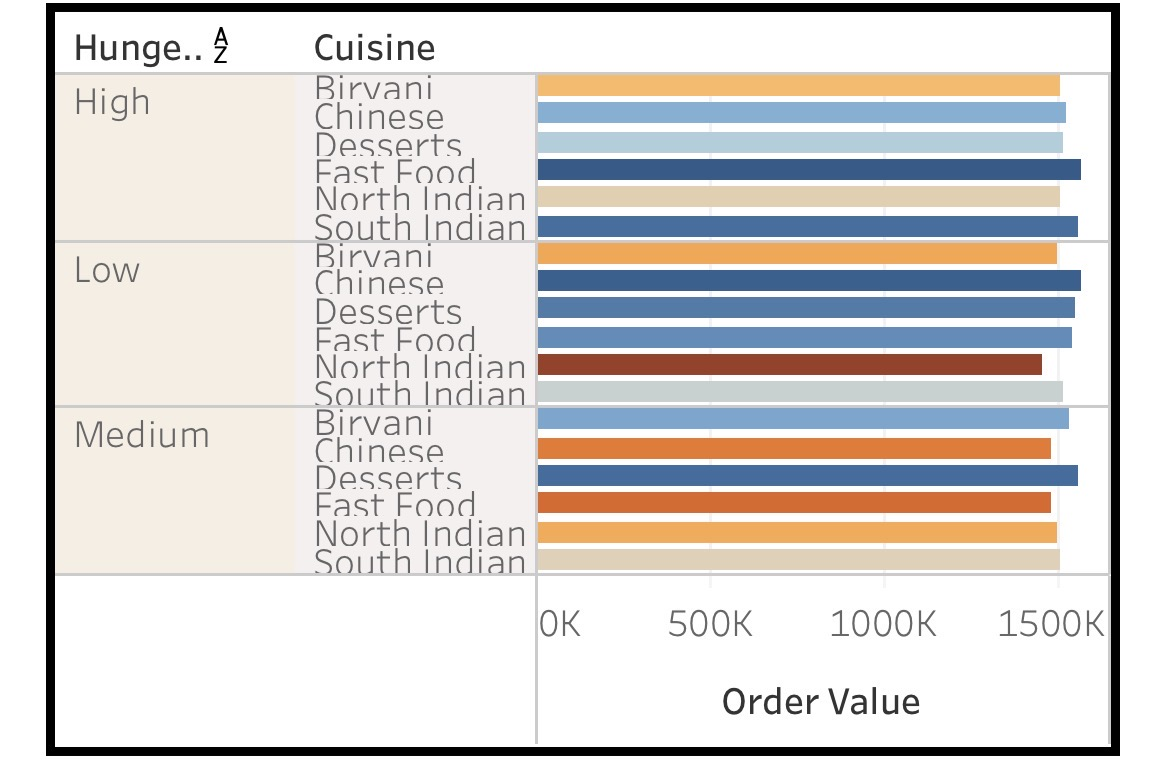 Hunge.. A Z Cuisine
High Biryani
Chinese
Desserts
Fast Food
North Indian
South Indian
Low Biryani
Chinese
Desserts
Fast Food
North Indian
South Indian
Medium Biryani
Chinese
Desserts
Fast Food
North Indian
South Indian
0K 500K 1000K 1500K
Order Value